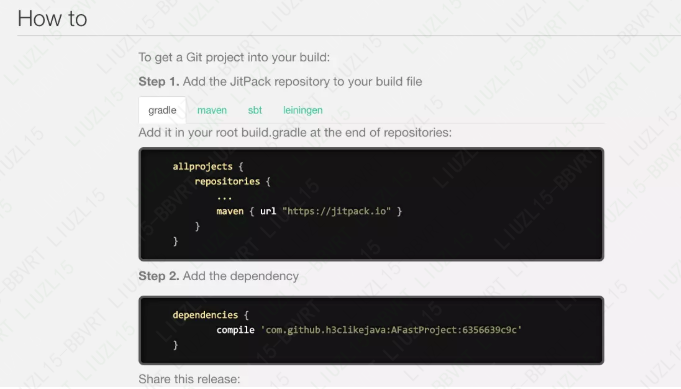 How to
To get a Git project into your build:
Step 1. Add the JitPack repository to your build file
gradle maven sbt leiningen
Add it in your root build.gradle at the end of repositories:
allprojects {
repositories {
...
maven { url "https://jitpack.io" }
}
}
Step 2. Add the dependency
dependencies {
compile 'com.github.h3clikejava:AFastProject:6356639c9c'
}
Share this release: